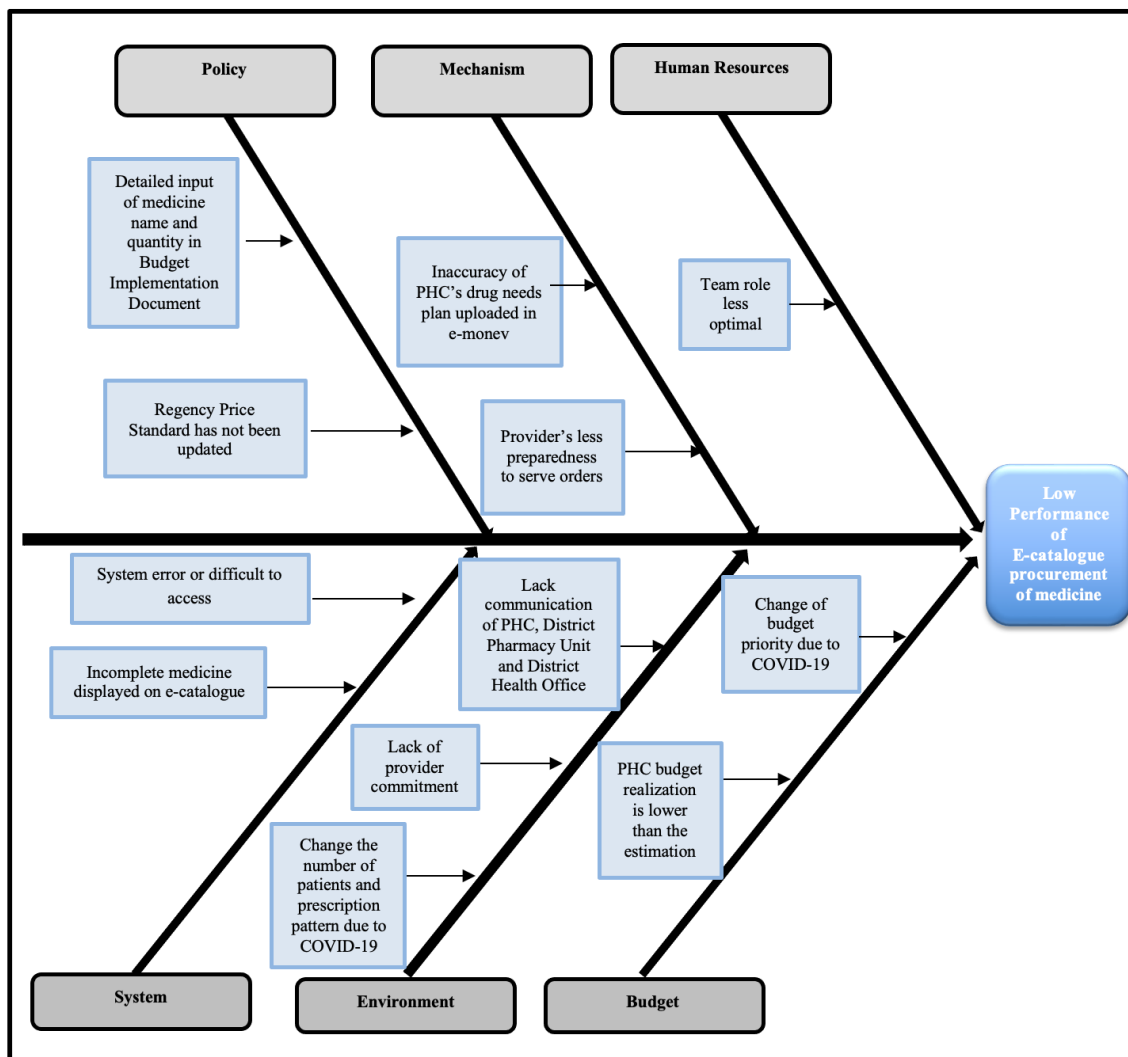 Policy
Mechanism
Human Resources
Detailed input
of medicine
name and
quantity in
Budget
Implementation
Document
Inaccuracy of
PHC’s drug needs
plan uploaded in
e-monev
Team role
less
optimal
Regency Price
Standard has not been
updated
Provider’s less
preparedness
to serve orders
Low
Performance
of
E-catalogue
procurement
of medicine
System error or difficult to
access
Incomplete medicine
displayed on e-catalogue
Lack
communication
of PHC, District
Pharmacy Unit
and District
Health Office
Change of
budget
priority due to
COVID-19
Lack of
provider
commitment
PHC budget
realization
is lower
than the
estimation
Change the
number of
patients and
prescription
pattern due to
COVID-19
System
Environment
Budget